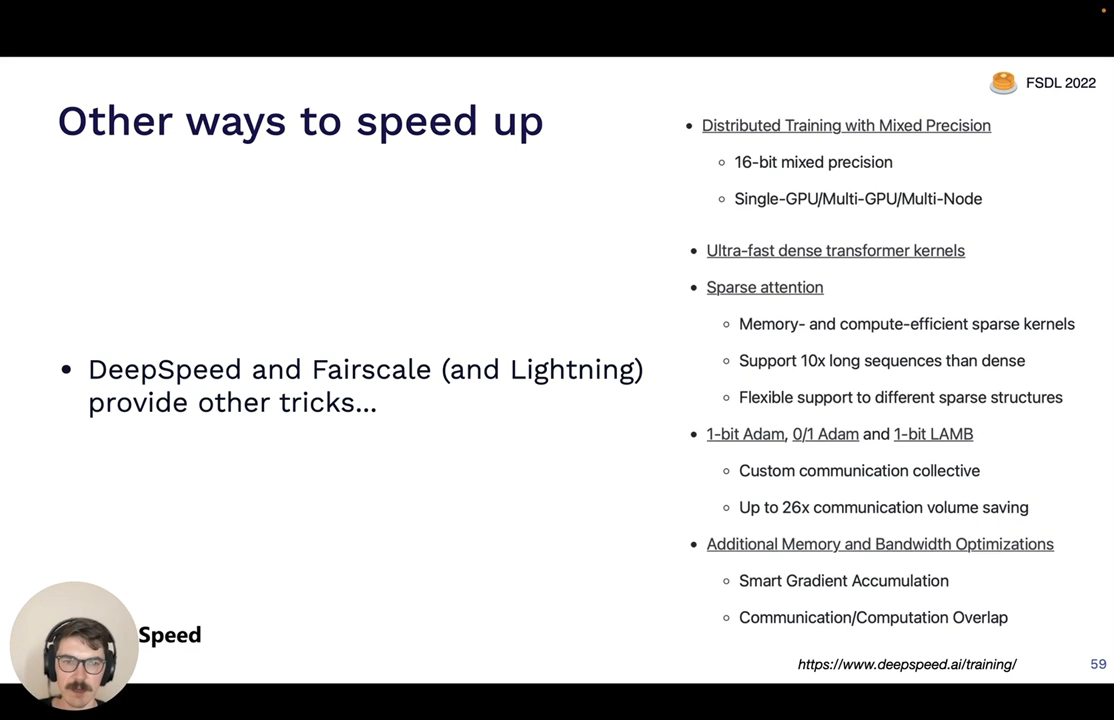 FSDL 2022
Other ways to speed up
• DeepSpeed and Fairscale (and Lightning)
provide other tricks...
• Distributed Training with Mixed Precision
◦ 16-bit mixed precision
◦ Single-GPU/Multi-GPU/Multi-Node
• Ultra-fast dense transformer kernels
• Sparse attention
◦ Memory- and compute-efficient sparse kernels
◦ Support 10x long sequences than dense
◦ Flexible support to different sparse structures
• 1-bit Adam, 0/1 Adam and 1-bit LAMB
◦ Custom communication collective
◦ Up to 26x communication volume saving
• Additional Memory and Bandwidth Optimizations
◦ Smart Gradient Accumulation
◦ Communication/Computation Overlap
Speed
https://www.deepspeed.ai/training/
59